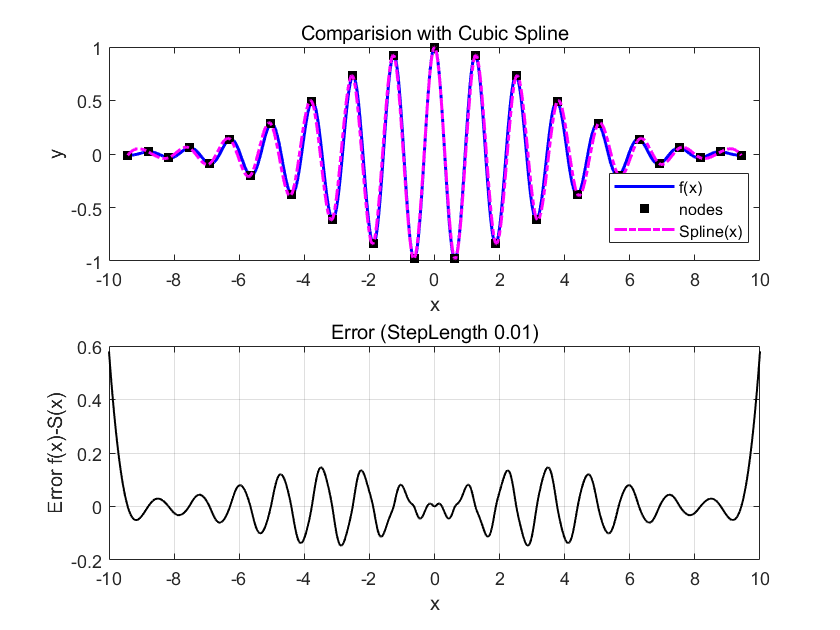 Comparision with Cubic Spline
1
0.5
0
-0.5
-1
y
f(x)
nodes
Spline(x)
-10 -8 -6 -4 -2 0 2 4 6 8 10
x
Error (StepLength 0.01)
0.6
0.4
0.2
0
-0.2
Error f(x)-S(x)
-10 -8 -6 -4 -2 0 2 4 6 8 10
x